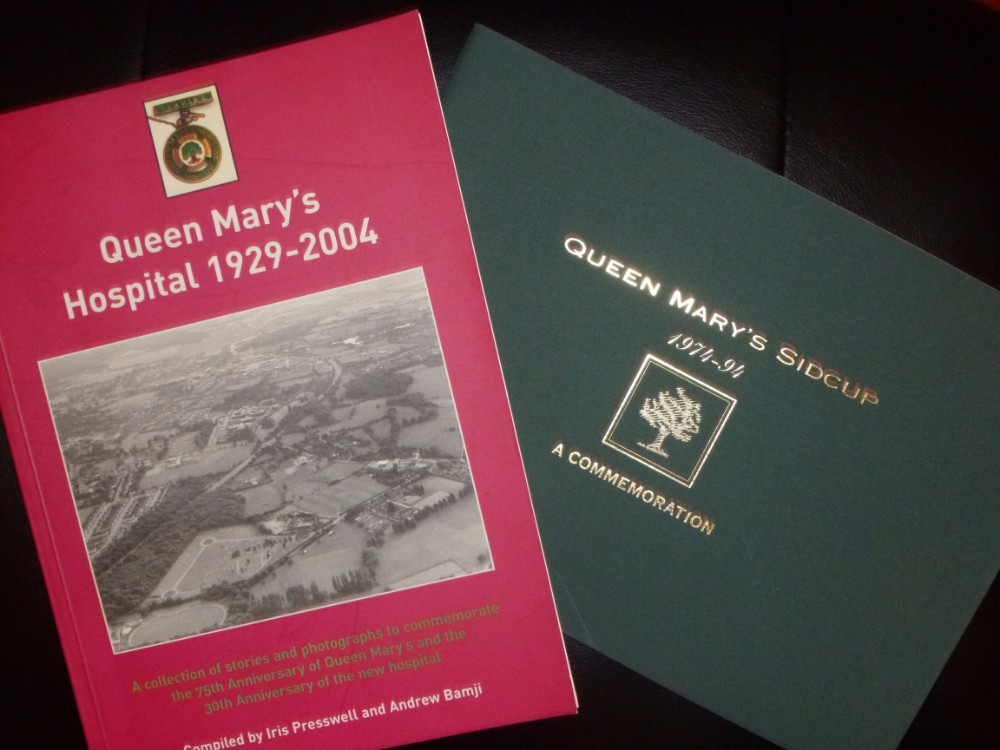 Queen Mary's
Hospital 1929-2004
A collection of stories and photographs to commemorate
the 75th Anniversary of Queen Mary's and the
30th Anniversary of the new hospital
Compiled by Iris Presswell and Andrew Bamji
QUEEN MARY'S SIDCUP
1974-94
A COMMEMORATION